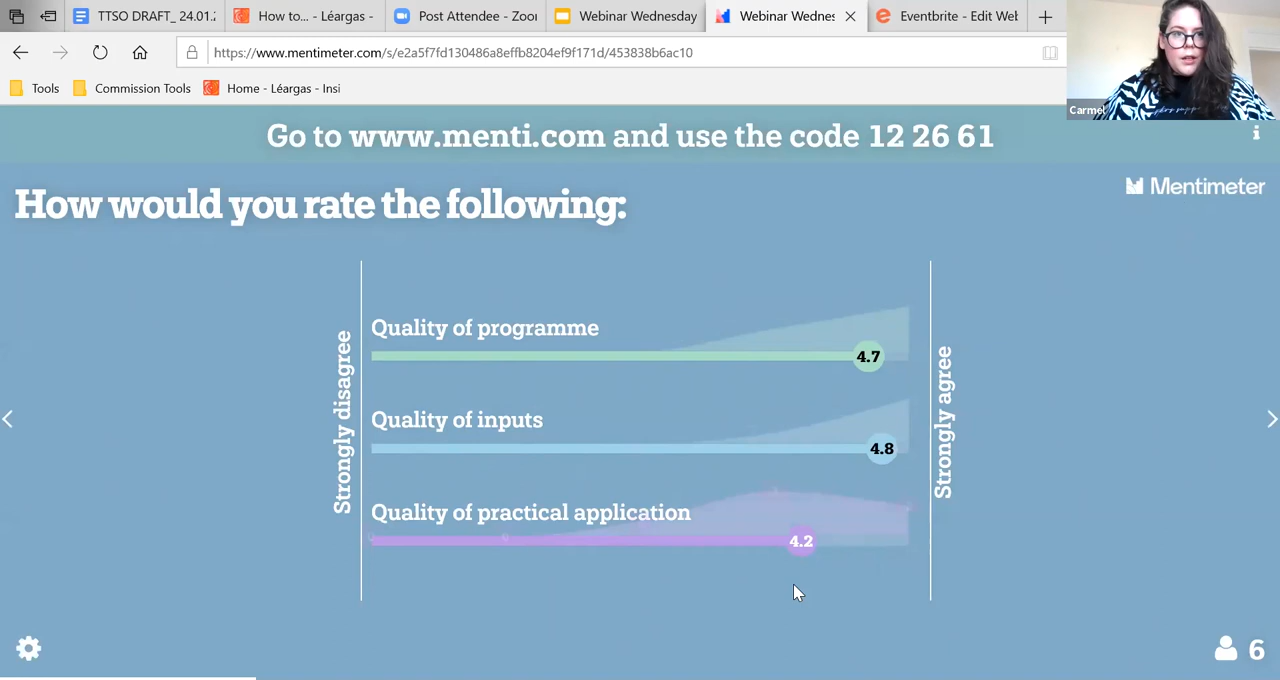 TTSO DRAFT_ 24.01.2
How to... - Léargas -
Post Attendee - Zoom
Webinar Wednesday
Webinar Wednes
Eventbrite - Edit Web
https://www.mentimeter.com/s/e2a5f7fd130486a8effb8204ef9f171d/453838b6ac10
Tools
Commission Tools
Home - Léargas - Insi
Carmel
Go to www.menti.com and use the code 12 26 61
Mentimeter
How would you rate the following:
Strongly disagree
Quality of programme
4.7
Quality of inputs
4.8
Quality of practical application
4.2
Strongly agree
6